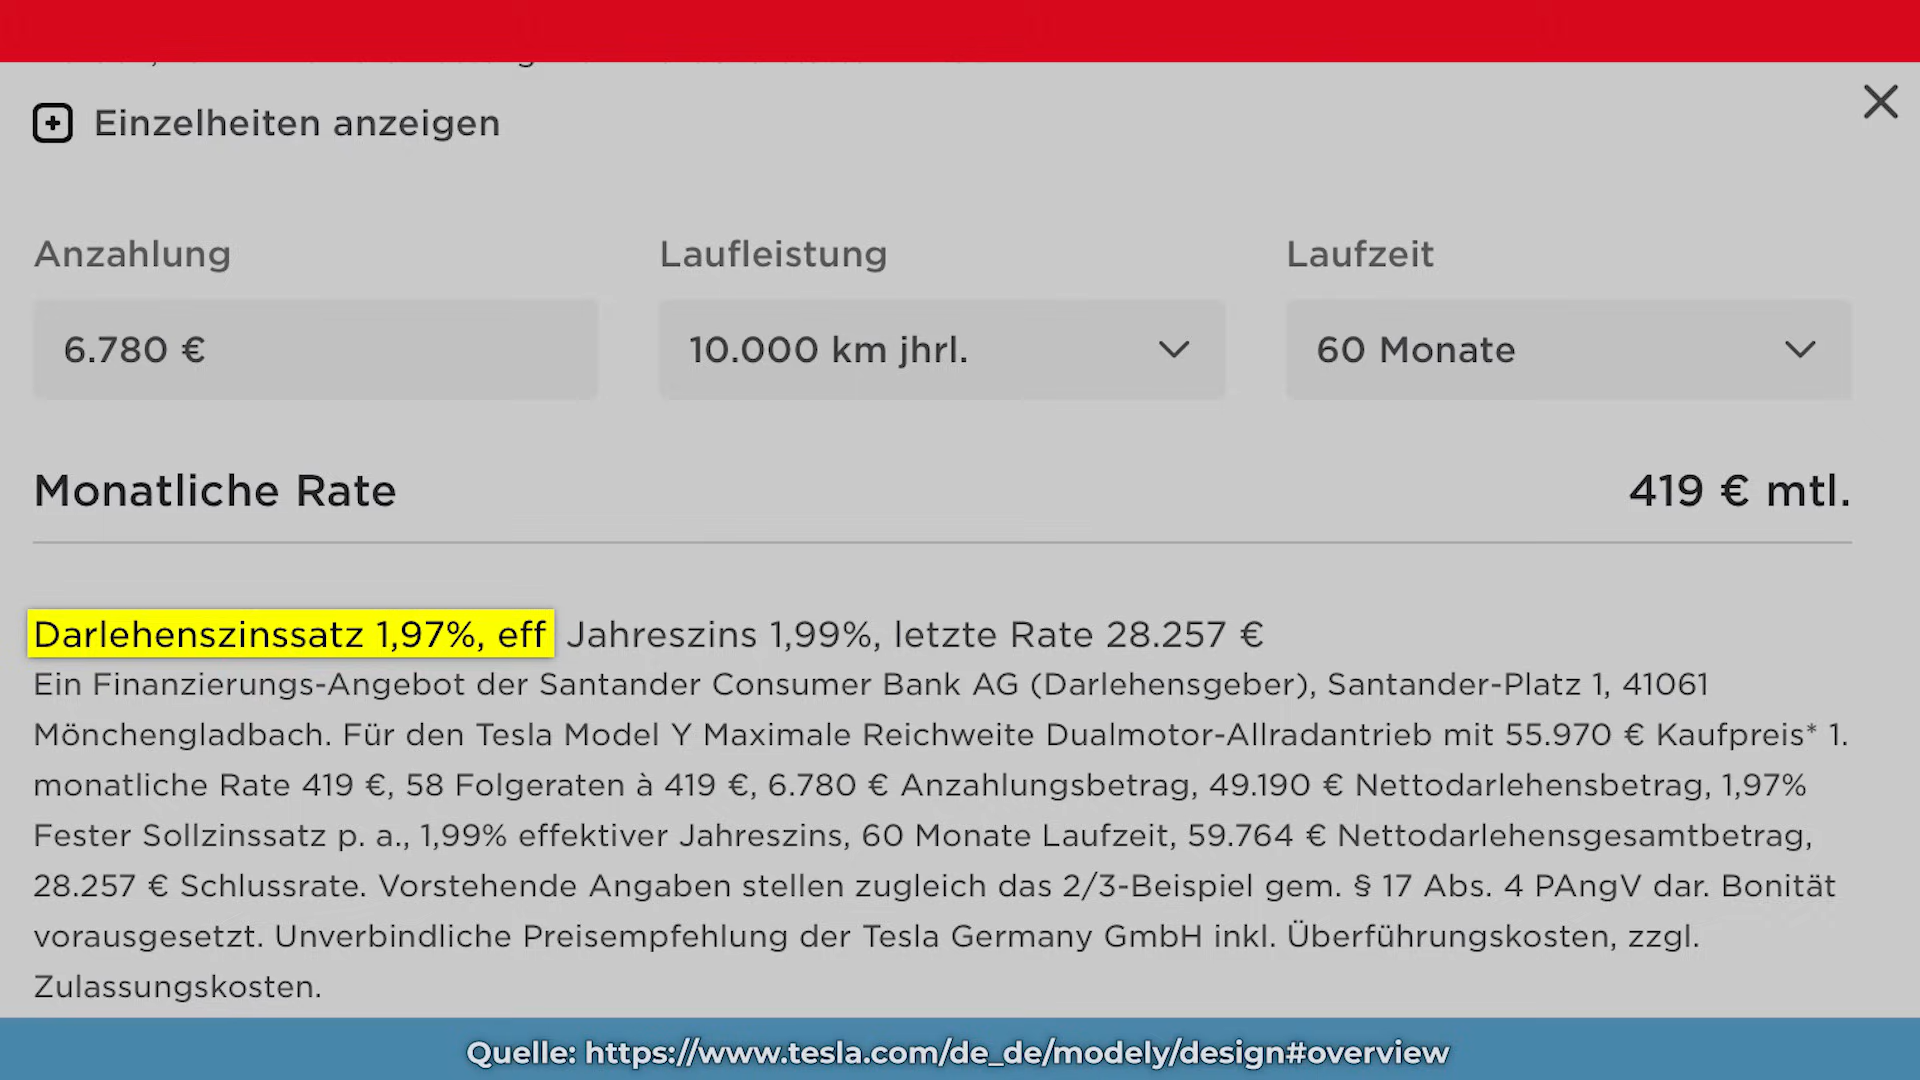 Einzelheiten anzeigen
Anzahlung
Laufleistung
Laufzeit
6.780 €
10.000 km jhrl.
60 Monate
Monatliche Rate
419 € mtl.
Darlehenszinssatz 1,97%, eff Jahreszins 1,99%, letzte Rate 28.257 €
Ein Finanzierungs-Angebot der Santander Consumer Bank AG (Darlehensgeber), Santander-Platz 1, 41061
Mönchengladbach. Für den Tesla Model Y Maximale Reichweite Dualmotor-Allradantrieb mit 55.970 € Kaufpreis* 1.
monatliche Rate 419 €, 58 Folgeraten à 419 €, 6.780 € Anzahlungsbetrag, 49.190 € Nettodarlehensbetrag, 1,97%
Fester Sollzinssatz p. a., 1,99% effektiver Jahreszins, 60 Monate Laufzeit, 59.764 € Nettodarlehensgesamtbetrag,
28.257 € Schlussrate. Vorstehende Angaben stellen zugleich das 2/3-Beispiel gem. § 17 Abs. 4 PAngV dar. Bonität
vorausgesetzt. Unverbindliche Preisempfehlung der Tesla Germany GmbH inkl. Überführungskosten, zzgl.
Zulassungskosten.
Quelle: https://www.tesla.com/de_de/modely/design#overview